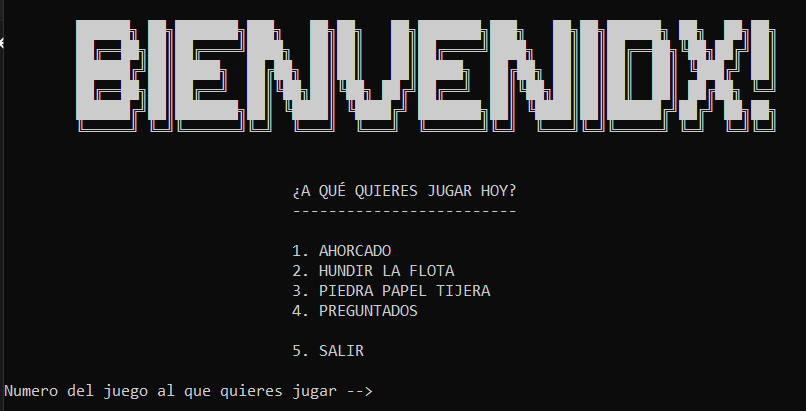 BIENVENIDX!
¿A QUÉ QUIERES JUGAR HOY?
-------------------------
1. AHORCADO
2. HUNDIR LA FLOTA
3. PIEDRA PAPEL TIJERA
4. PREGUNTADOS
5. SALIR
Numero del juego al que quieres jugar -->